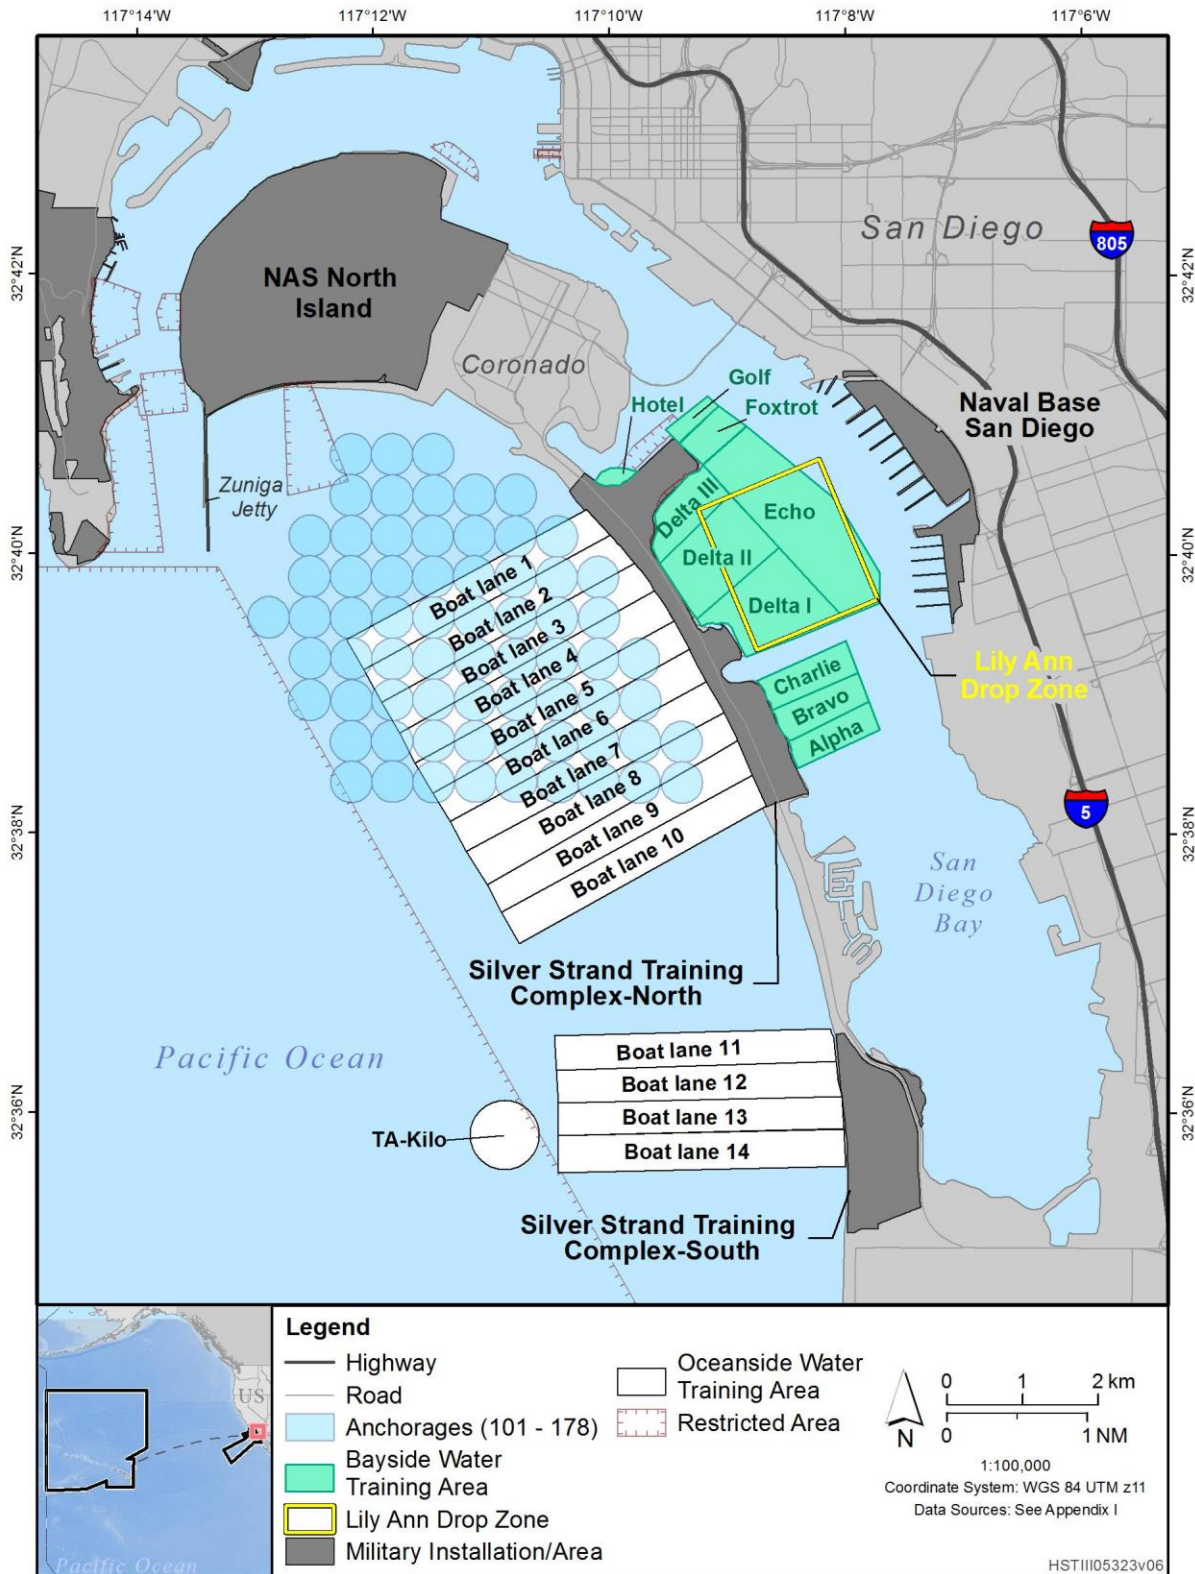 117°14'W
117°12'W
117°10'W
117°8'W
117°6'W
San Diego
805
32°42'N
32°42'N
NAS North
Island
Coronado
Golf
Hotel
Foxtrot
Naval Base
San Diego
Zuniga
Jetty
Delta III
Echo
32°40'N
32°40'N
Delta II
Boat lane 1
Boat lane 2
Delta I
Boat lane 3
Boat lane 4
Charlie
Lily Ann
Drop Zone
Boat lane 5
Bravo
Boat lane 6
Alpha
Boat lane 7
Boat lane 8
5
32°38'N
32°38'N
Boat lane 9
Boat lane 10
San
Diego
Bay
Silver Strand Training
Complex-North
Pacific Ocean
Boat lane 11
Boat lane 12
Boat lane 13
Boat lane 14
32°36'N
32°36'N
TA-Kilo
Silver Strand Training
Complex-South
US
Pacific Ocean
Legend
Highway
Road
Anchorages (101 - 178)
Bayside Water
Training Area
Lily Ann Drop Zone
Military Installation/Area
Oceanside Water
Training Area
Restricted Area
N
0 1 2 km
0 1 NM
1:100,000
Coordinate System: WGS 84 UTM z11
Data Sources: See Appendix I
HSTIII05323v06